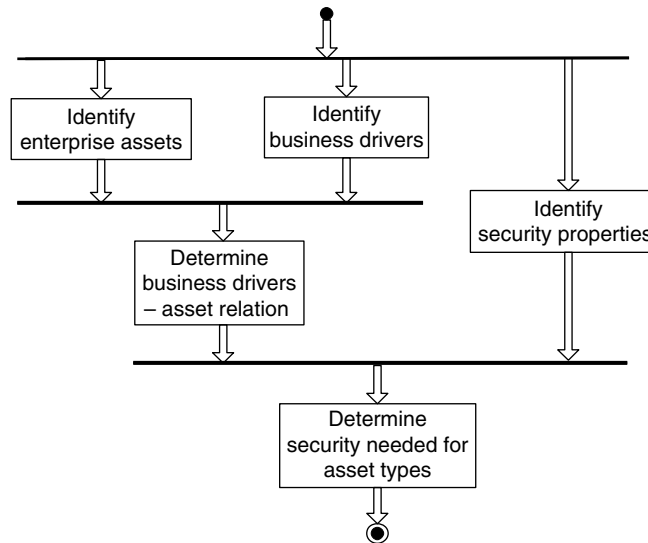 Identify
enterprise assets
Identify
business drivers
Identify
security properties
Determine
business drivers
– asset relation
Determine
security needed for
asset types